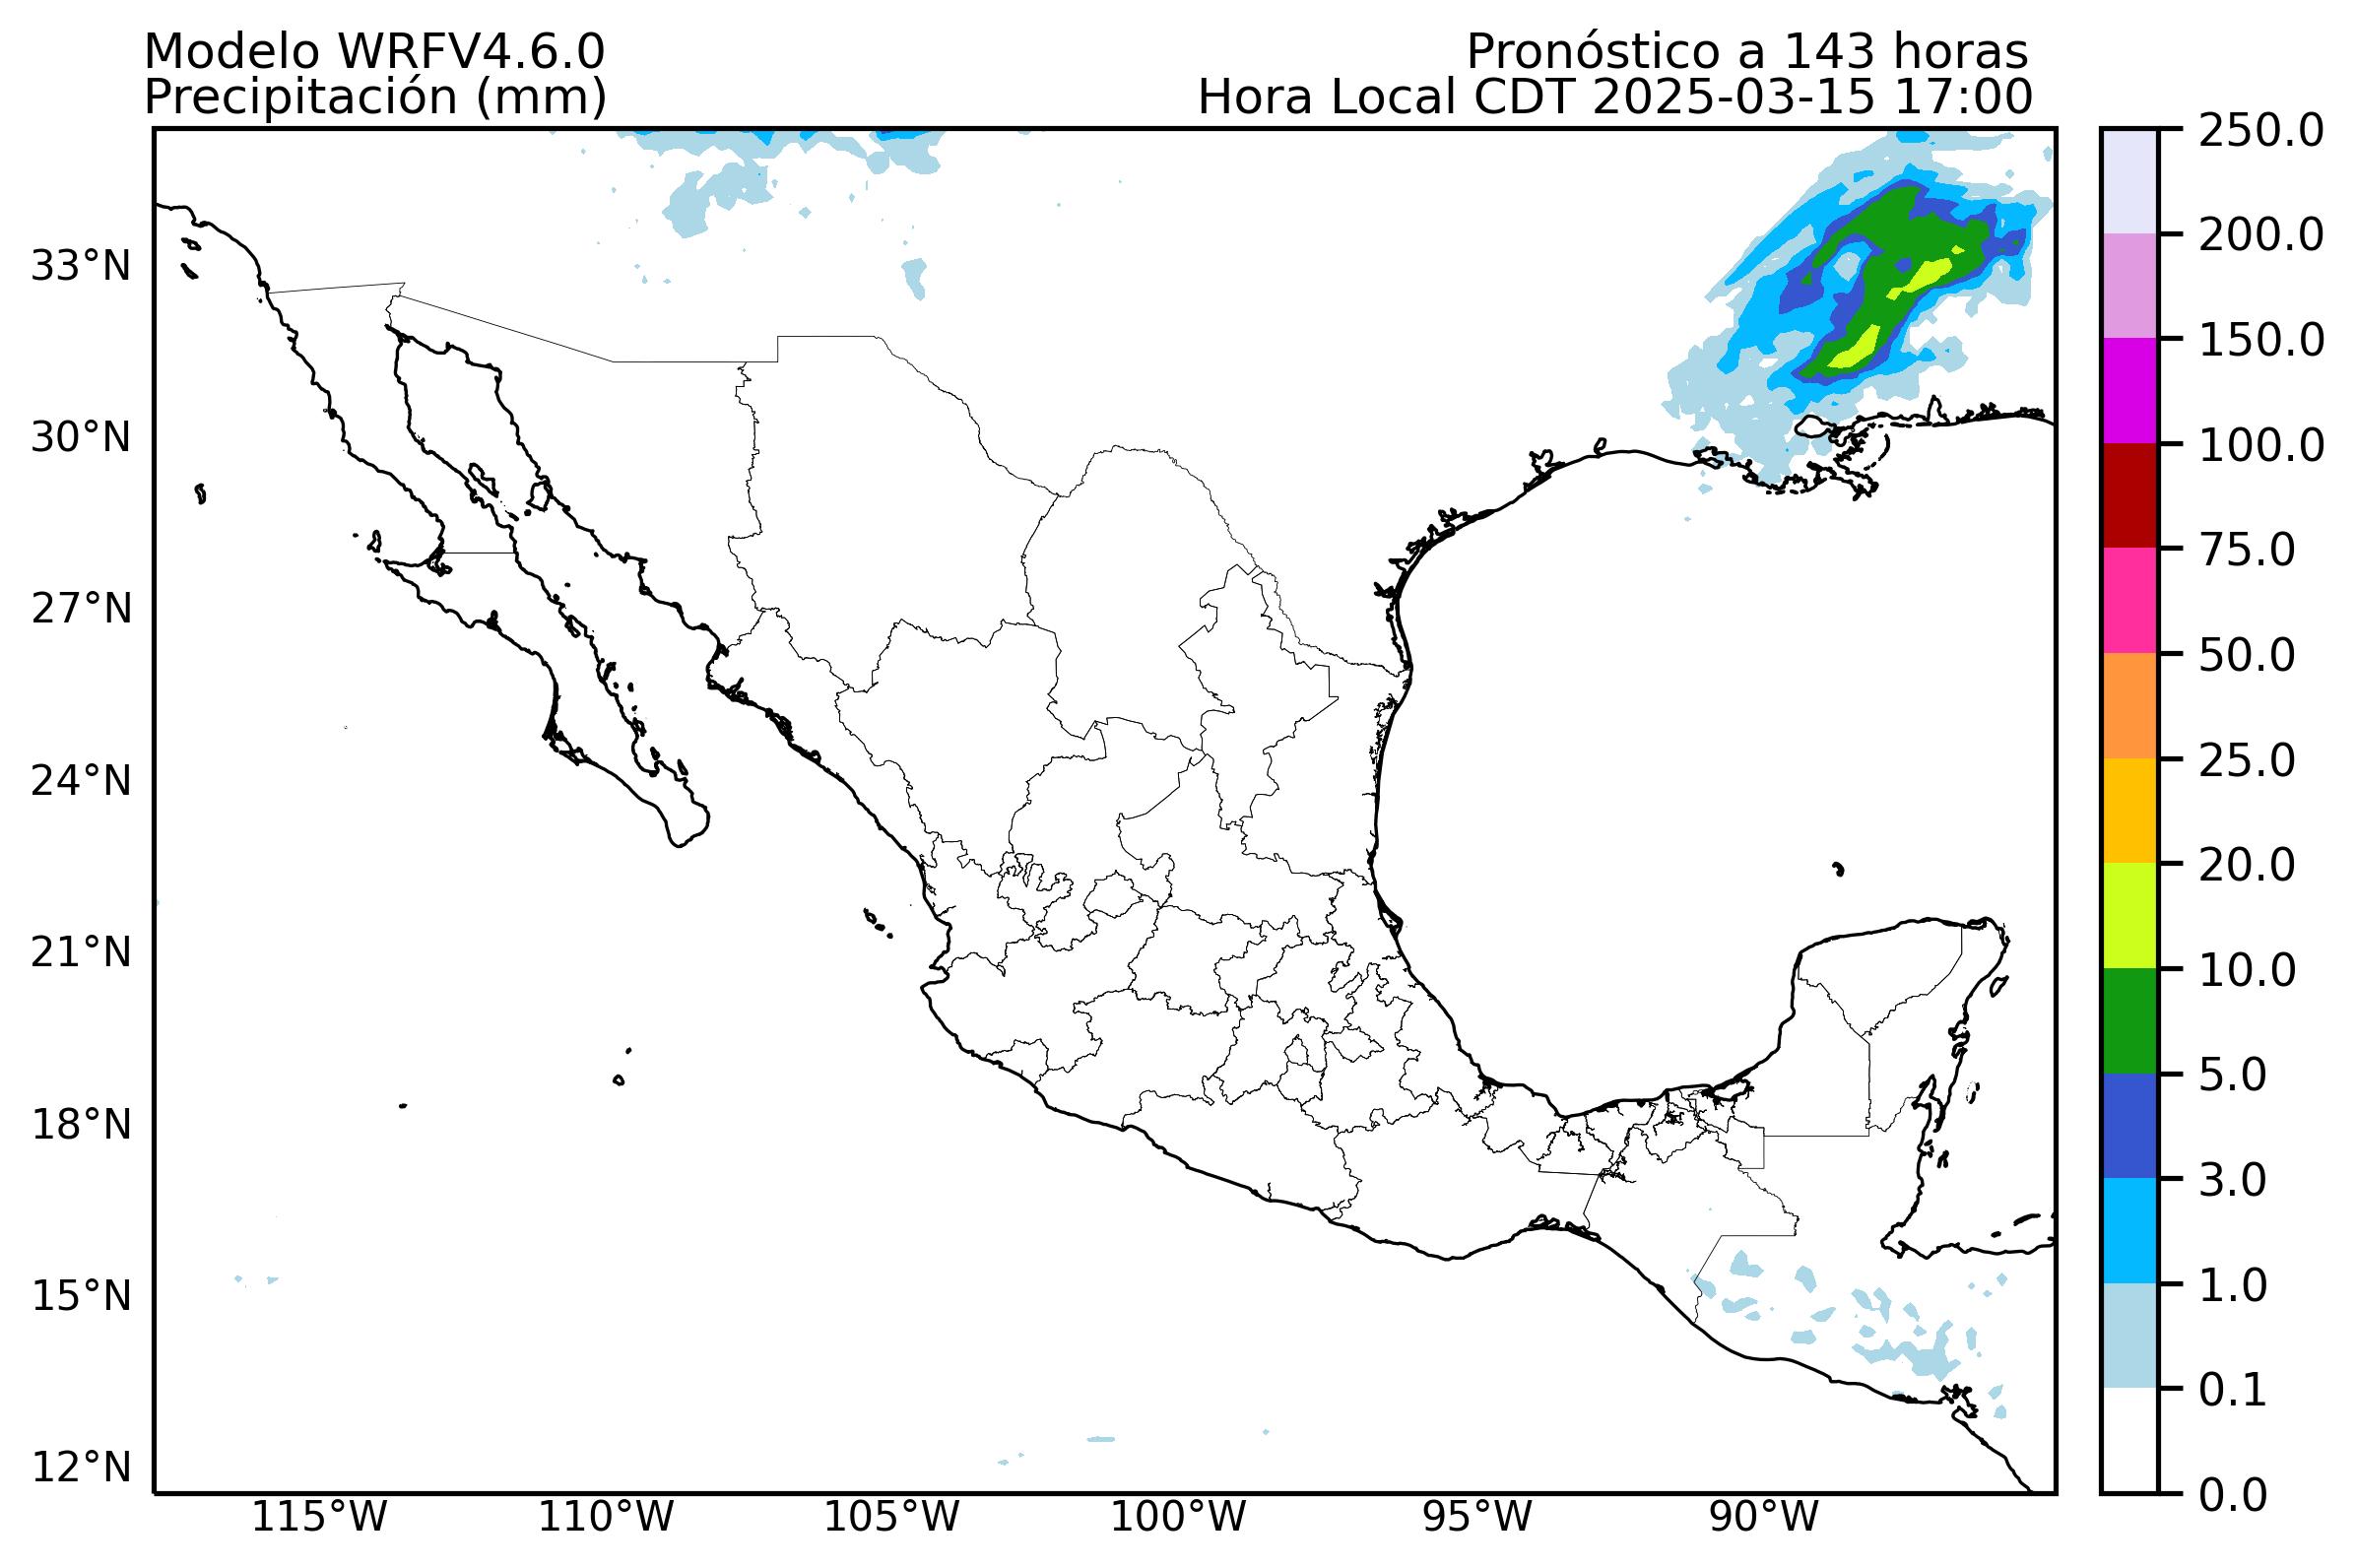 Modelo WRFV4.6.0
Precipitación (mm)
Pronóstico a 143 horas
Hora Local CDT 2025-03-15 17:00
33°N
30°N
27°N
24°N
21°N
18°N
15°N
12°N
115°W
110°W
105°W
100°W
95°W
90°W
250.0
200.0
150.0
100.0
75.0
50.0
25.0
20.0
10.0
5.0
3.0
1.0
0.1
0.0